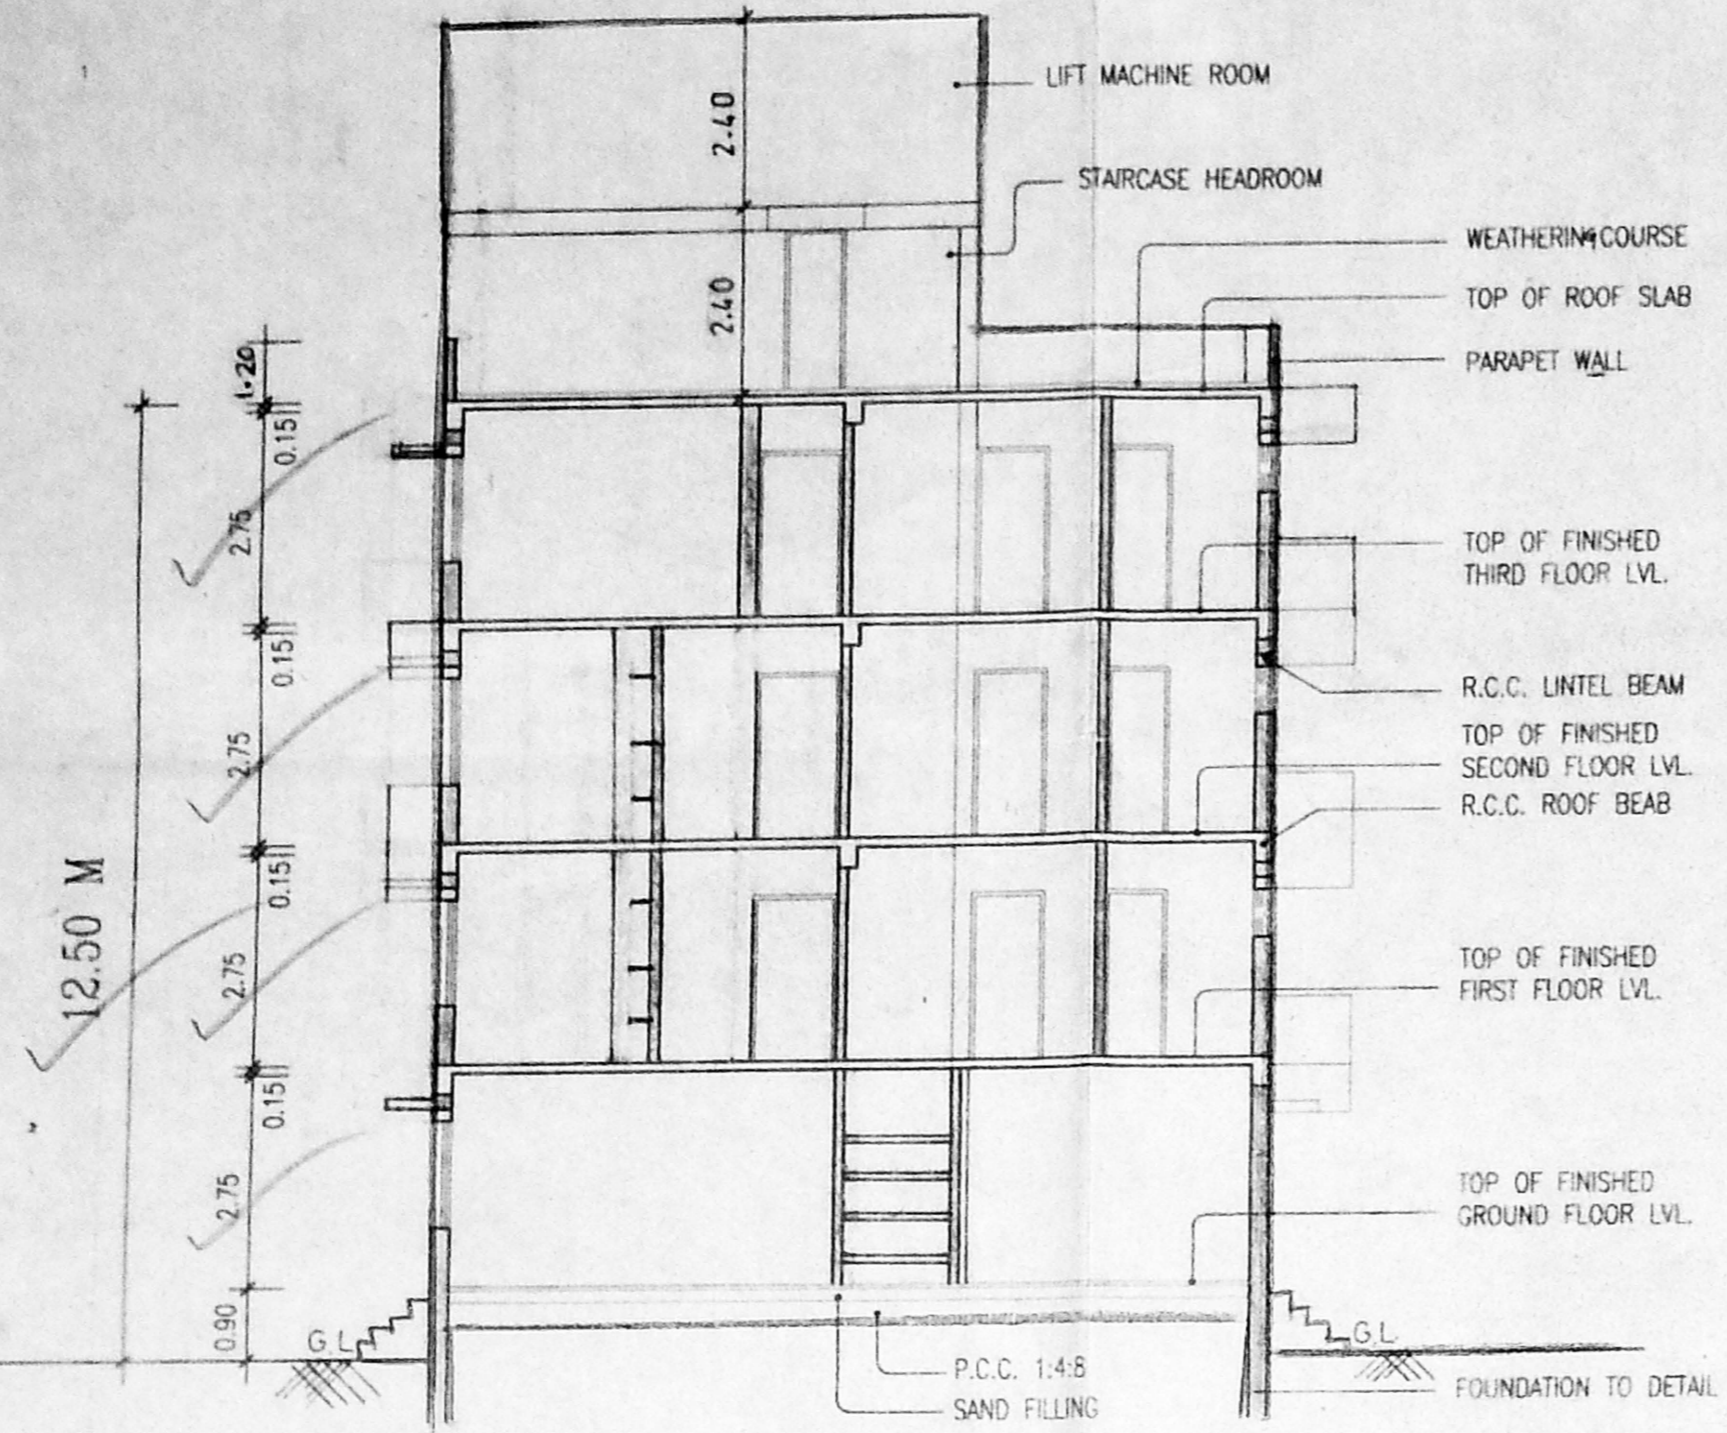 LIFT MACHINE ROOM
2.40
STAIRCASE HEADROOM
WEATHERING COURSE
TOP OF ROOF SLAB
2.40
PARAPET WALL
1.20
0.15
2.75
TOP OF FINISHED
THIRD FLOOR LVL.
0.15
R.C.C. LINTEL BEAM
2.75
TOP OF FINISHED
SECOND FLOOR LVL.
R.C.C. ROOF BEAB
12.50 M
0.15
2.75
TOP OF FINISHED
FIRST FLOOR LVL.
0.15
2.75
TOP OF FINISHED
GROUND FLOOR LVL.
0.90
G.L
G.L
P.C.C. 1:4:8
SAND FILLING
FOUNDATION TO DETAIL